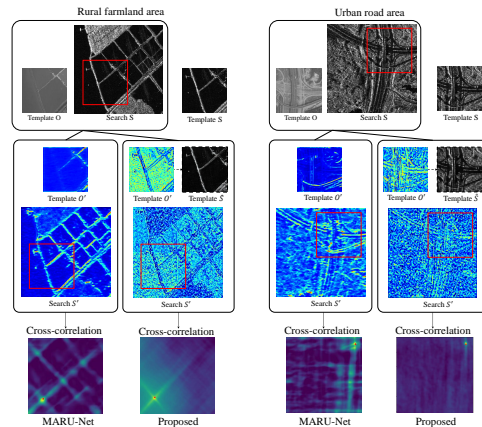 Rural farmland area
Urban road area
Template O
Search S
Template S
Template O
Search S
Template S
Template O'
Template O'
Template Ŝ
Template O'
Template O'
Template Ŝ
Search S'
Search S'
Search S'
Search S'
Cross-correlation
Cross-correlation
Cross-correlation
Cross-correlation
MARU-Net
Proposed
MARU-Net
Proposed